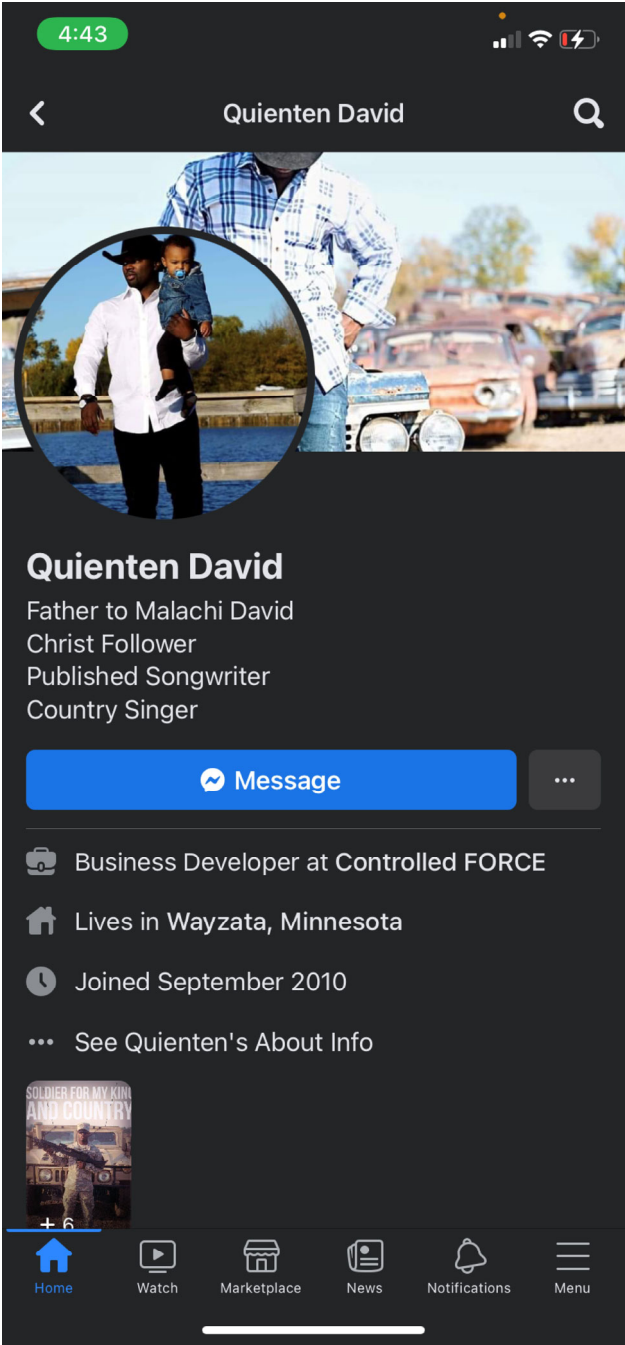 4:43
Quienten David
Quienten David
Father to Malachi David
Christ Follower
Published Songwriter
Country Singer
Message
Business Developer at Controlled FORCE
Lives in Wayzata, Minnesota
Joined September 2010
See Quienten's About Info
SOLDIER FOR MY
AND COUNTRY
+ 6
Home
Watch
Marketplace
News
Notifications
Menu